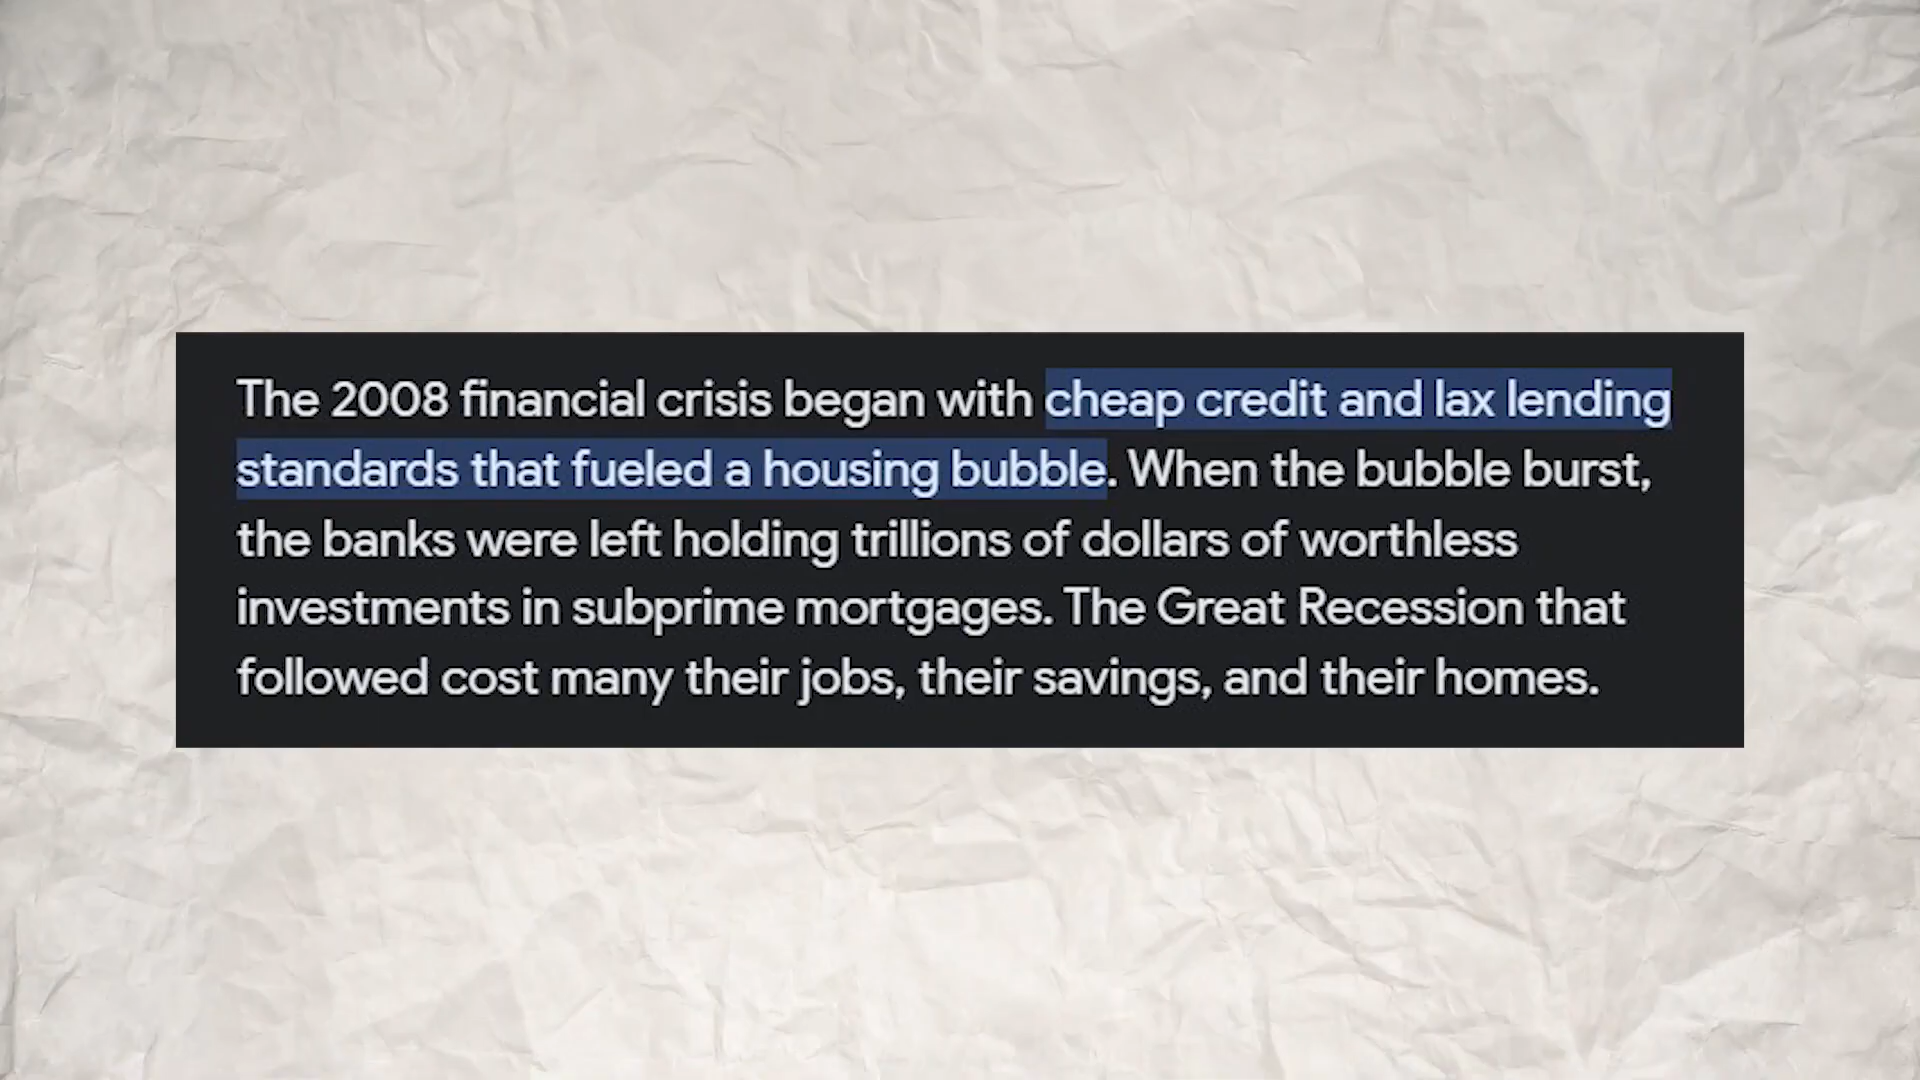 The 2008 financial crisis began with cheap credit and lax lending
standards that fueled a housing bubble. When the bubble burst,
the banks were left holding trillions of dollars of worthless
investments in subprime mortgages. The Great Recession that
followed cost many their jobs, their savings, and their homes.